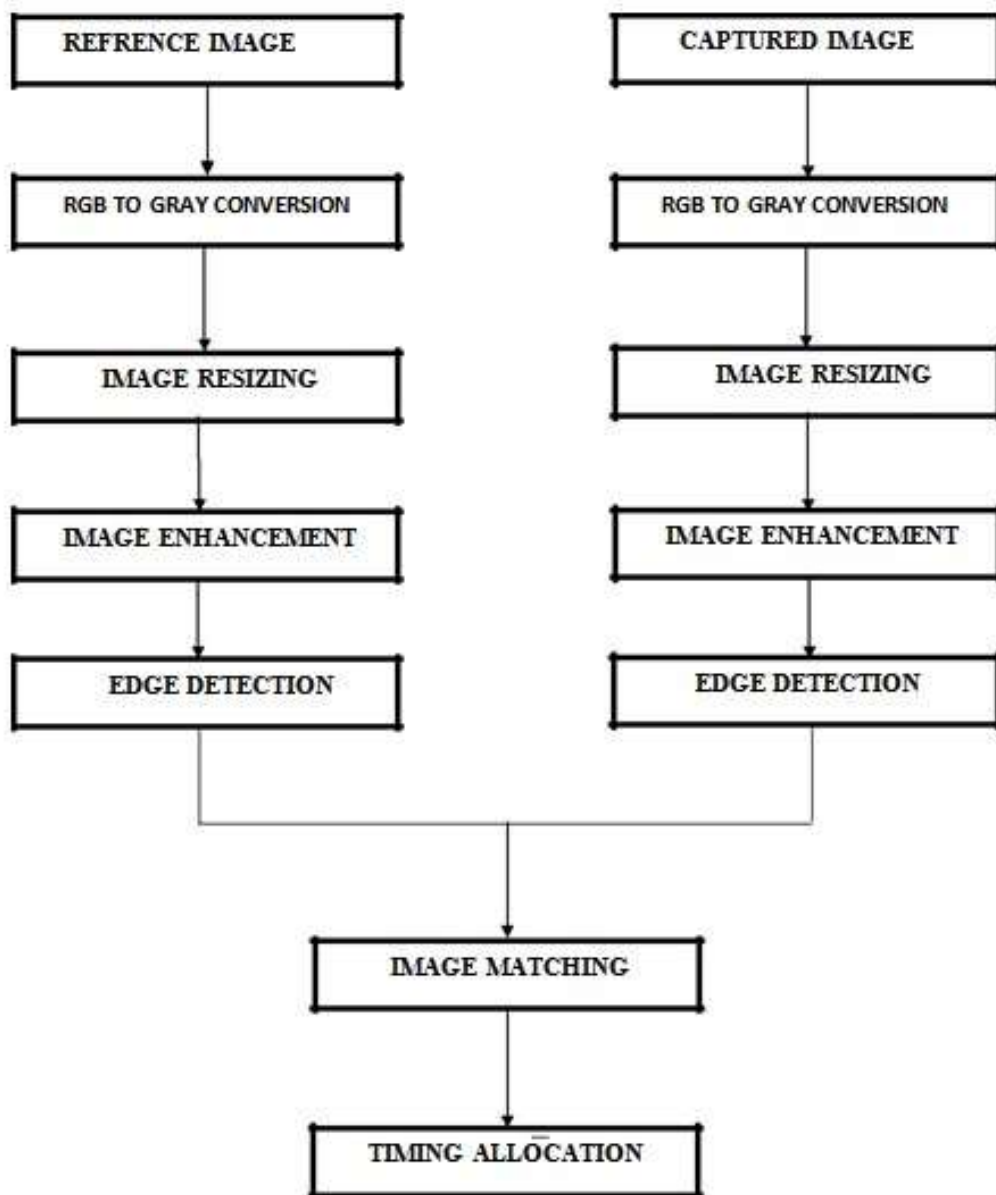 REFRENCE IMAGE
CAPTURED IMAGE
RGB TO GRAY CONVERSION
RGB TO GRAY CONVERSION
IMAGE RESIZING
IMAGE RESIZING
IMAGE ENHANCEMENT
IMAGE ENHANCEMENT
EDGE DETECTION
EDGE DETECTION
IMAGE MATCHING
TIMING ALLOCATION